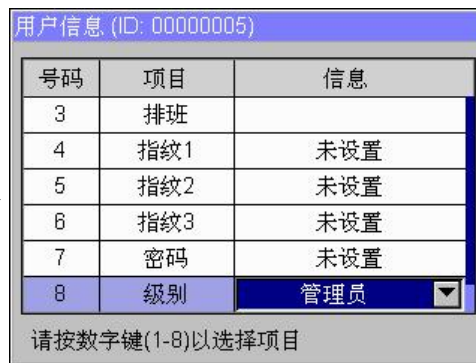 用户信息 (ID: 00000005)
号码 项目 信息
3 排班
4 指纹1 未设置
5 指纹2 未设置
6 指纹3 未设置
7 密码 未设置
8 级别 管理员
请按数字键(1-8)以选择项目